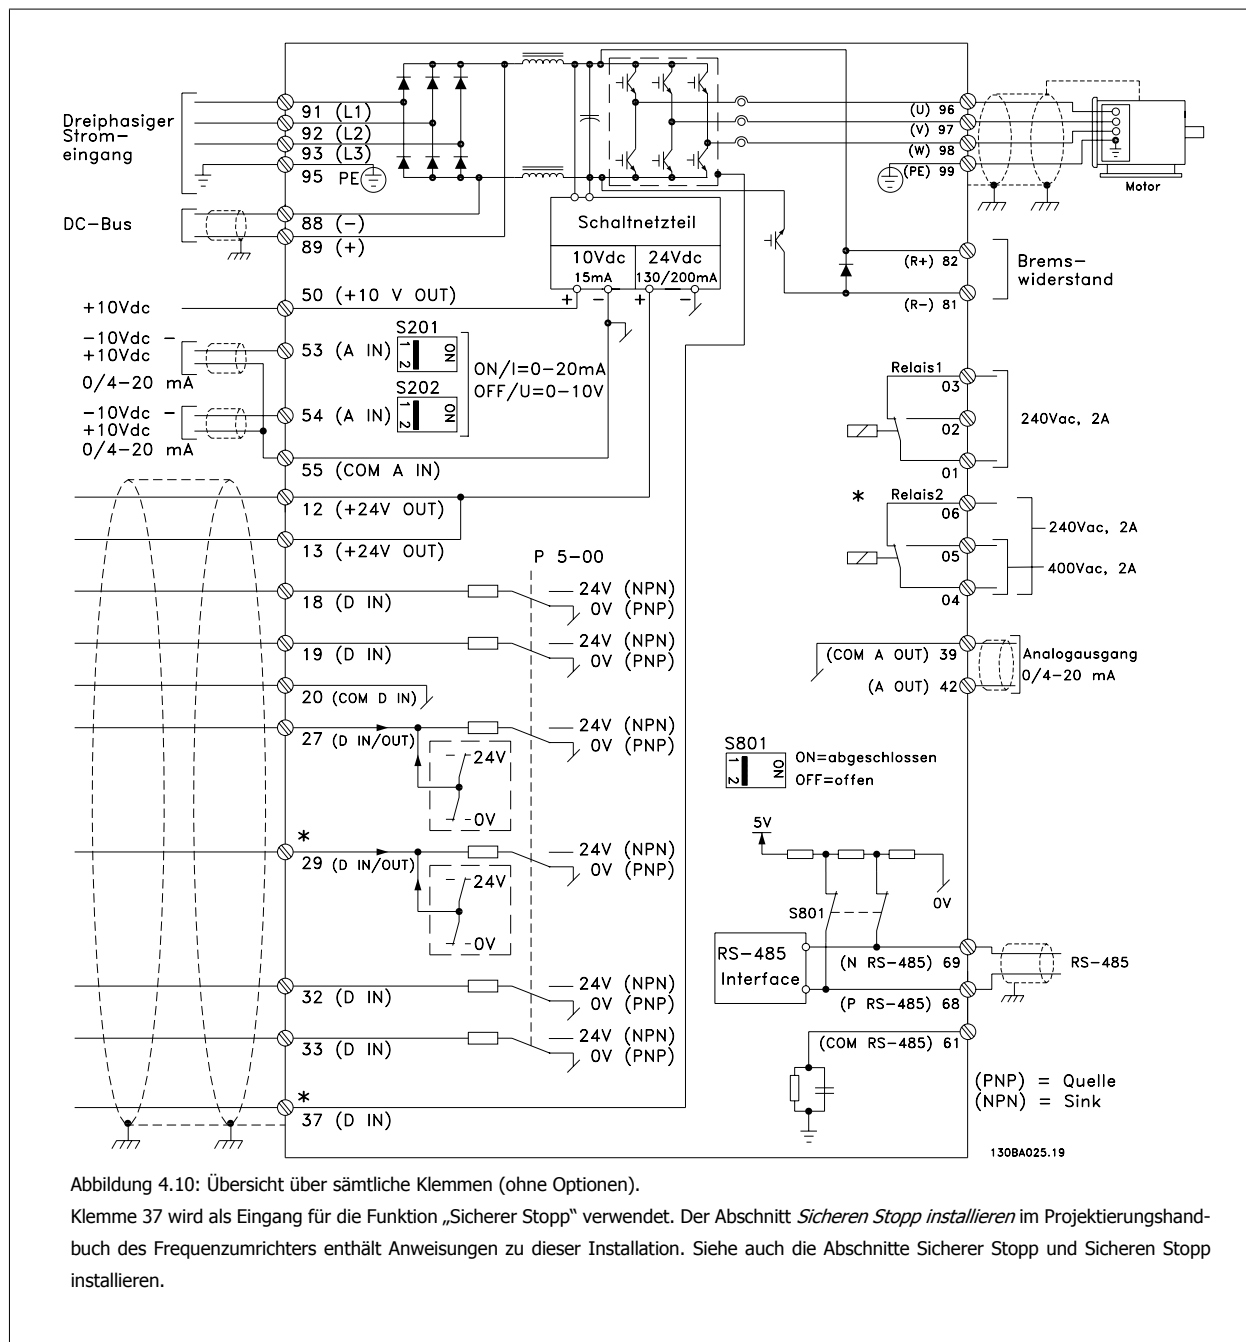 Dreiphasiger
Strom-
eingang
91 (L1)
92 (L2)
93 (L3)
95 PE
DC-Bus
88 (-)
89 (+)
Schaltnetzteil
10Vdc
15mA
24Vdc
130/200mA
+ - + -
(U) 96
(V) 97
(W) 98
(PE) 99
Motor
(R+) 82
(R-) 81
Brems-
widerstand
+10Vdc
50 (+10 V OUT)
-10Vdc -
+10Vdc
0/4-20 mA
53 (A IN)
S201
1 2
ON
-10Vdc -
+10Vdc
0/4-20 mA
54 (A IN)
S202
1 2
ON
ON/I=0-20mA
OFF/U=0-10V
55 (COM A IN)
12 (+24V OUT)
13 (+24V OUT)
P 5-00
18 (D IN)
24V (NPN)
0V (PNP)
19 (D IN)
24V (NPN)
0V (PNP)
20 (COM D IN)
27 (D IN/OUT)
24V (NPN)
0V (PNP)
24V
0V
*
29 (D IN/OUT)
24V (NPN)
0V (PNP)
24V
0V
32 (D IN)
24V (NPN)
0V (PNP)
33 (D IN)
24V (NPN)
0V (PNP)
*
37 (D IN)
Relais1
03
02
01
240Vac, 2A
*
Relais2
06
05
04
240Vac, 2A
400Vac, 2A
(COM A OUT) 39
(A OUT) 42
Analogausgang
0/4-20 mA
S801
1 2
ON
ON=abgeschlossen
OFF=offen
5V
0V
S801
RS-485
Interface
(N RS-485) 69
(P RS-485) 68
RS-485
(COM RS-485) 61
(PNP) = Quelle
(NPN) = Sink
130BA025.19
Abbildung 4.10: Übersicht über sämtliche Klemmen (ohne Optionen).
Klemme 37 wird als Eingang für die Funktion „Sicherer Stopp“ verwendet. Der Abschnitt Sicheren Stopp installieren im Projektierungshand-
buch des Frequenzumrichters enthält Anweisungen zu dieser Installation. Siehe auch die Abschnitte Sicherer Stopp und Sicheren Stopp
installieren.